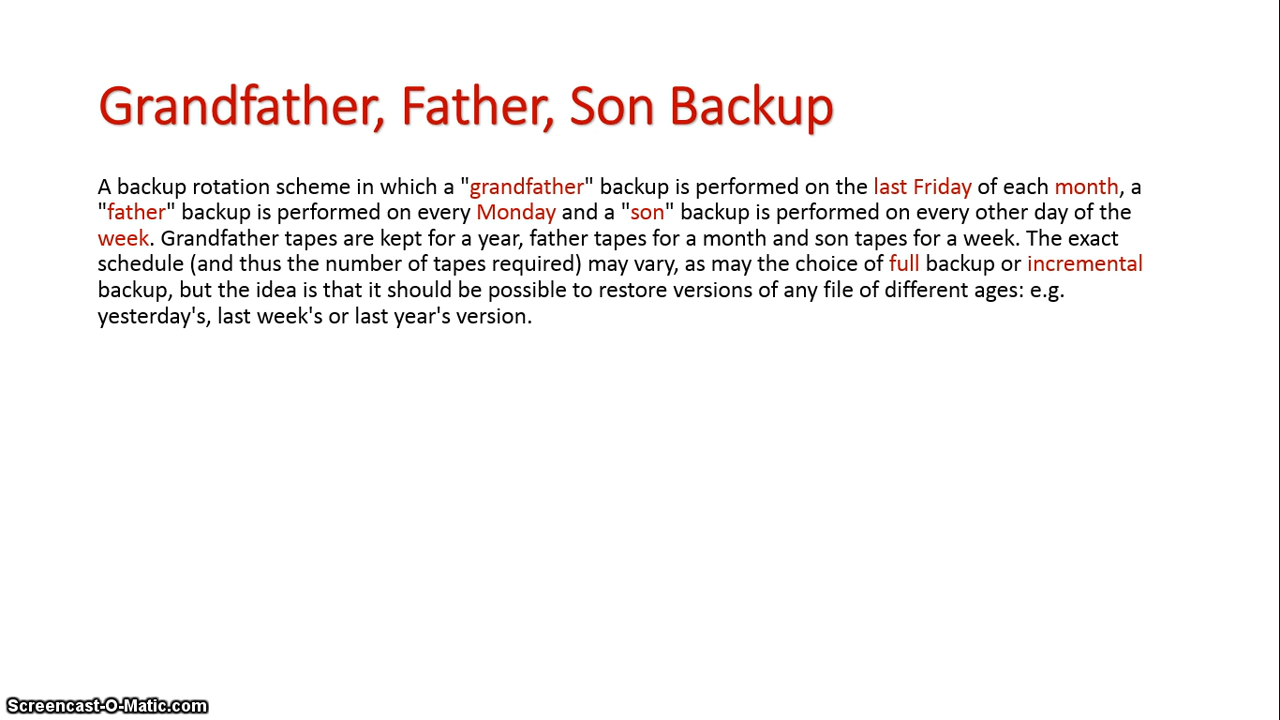 Grandfather, Father, Son Backup
A backup rotation scheme in which a "grandfather" backup is performed on the last Friday of each month, a
"father" backup is performed on every Monday and a "son" backup is performed on every other day of the
week. Grandfather tapes are kept for a year, father tapes for a month and son tapes for a week. The exact
schedule (and thus the number of tapes required) may vary, as may the choice of full backup or incremental
backup, but the idea is that it should be possible to restore versions of any file of different ages: e.g.
yesterday's, last week's or last year's version.
Screencast-O-Matic.com